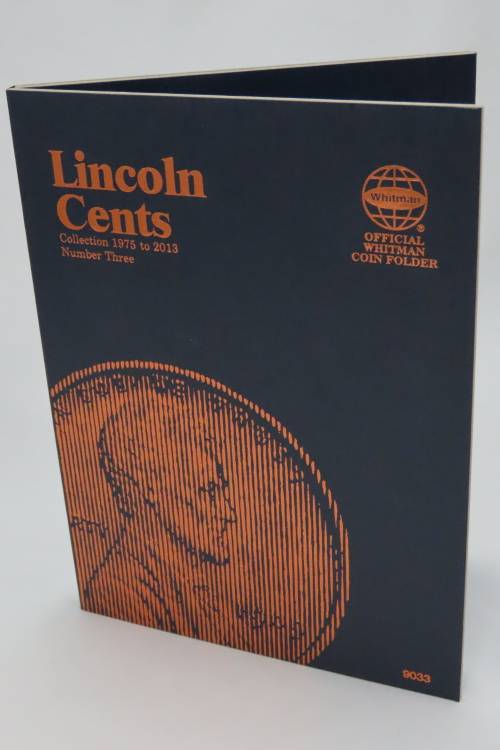 Lincoln
Cents
Collection 1975 to 2013
Number Three
Whitman
®
OFFICIAL
WHITMAN
COIN FOLDER
9033